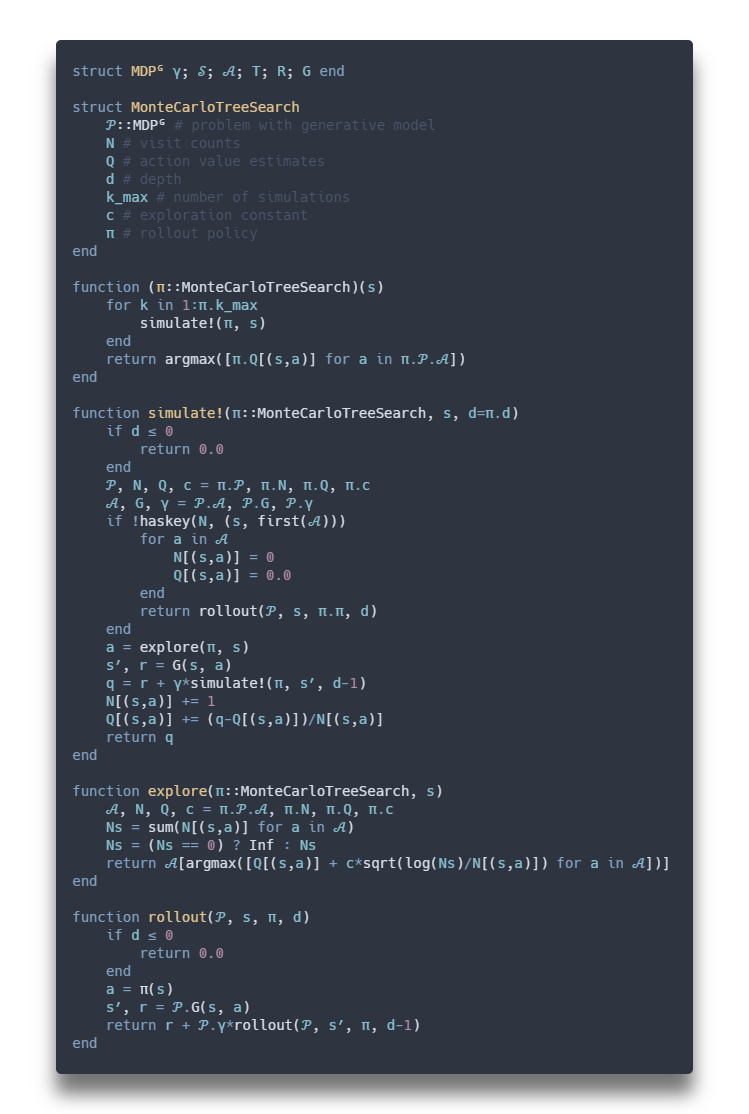 struct MDPᴳ γ; 𝒮; 𝒜; T; R; G end
struct MonteCarloTreeSearch
    𝒫::MDPᴳ # problem with generative model
    N # visit counts
    Q # action value estimates
    d # depth
    k_max # number of simulations
    c # exploration constant
    π # rollout policy
end
function (π::MonteCarloTreeSearch)(s)
    for k in 1:π.k_max
        simulate!(π, s)
    end
    return argmax([π.Q[(s,a)] for a in π.𝒫.𝒜])
end
function simulate!(π::MonteCarloTreeSearch, s, d=π.d)
    if d ≤ 0
        return 0.0
    end
    𝒫, N, Q, c = π.𝒫, π.N, π.Q, π.c
    𝒜, G, γ = 𝒫.𝒜, 𝒫.G, 𝒫.γ
    if !haskey(N, (s, first(𝒜)))
        for a in 𝒜
            N[(s,a)] = 0
            Q[(s,a)] = 0.0
        end
        return rollout(𝒫, s, π.π, d)
    end
    a = explore(π, s)
    s′, r = G(s, a)
    q = r + γ*simulate!(π, s′, d-1)
    N[(s,a)] += 1
    Q[(s,a)] += (q-Q[(s,a)])/N[(s,a)]
    return q
end
function explore(π::MonteCarloTreeSearch, s)
    𝒜, N, Q, c = π.𝒫.𝒜, π.N, π.Q, π.c
    Ns = sum(N[(s,a)] for a in 𝒜)
    Ns = (Ns == 0) ? Inf : Ns
    return 𝒜[argmax([Q[(s,a)] + c*sqrt(log(Ns)/N[(s,a)]) for a in 𝒜])]
end
function rollout(𝒫, s, π, d)
    if d ≤ 0
        return 0.0
    end
    a = π(s)
    s′, r = 𝒫.G(s, a)
    return r + 𝒫.γ*rollout(𝒫, s′, π, d-1)
end